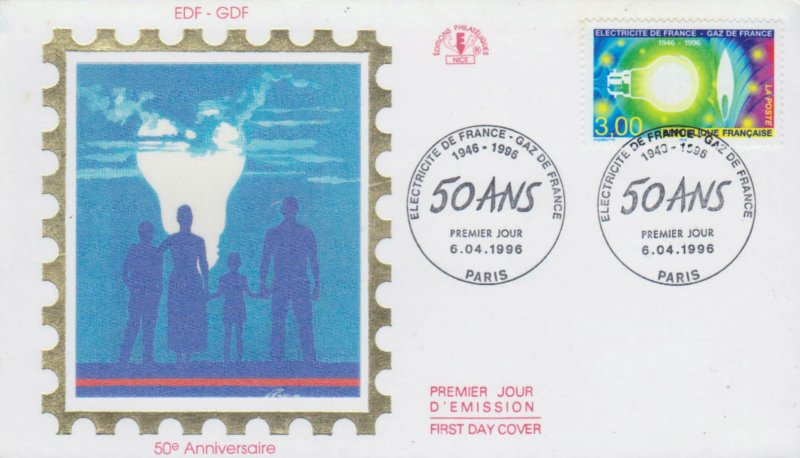 EDF - GDF
50e Anniversaire
EDITIONS PHILATÉLIQUES
NICE
ELECTRICITE DE FRANCE - GAZ DE FRANCE
1946 - 1996
LA POSTE
3,00
RÉPUBLIQUE FRANÇAISE
ELECTRICITE DE FRANCE - GAZ DE FRANCE
1946 - 1996
50 ANS
PREMIER JOUR
6.04.1996
PARIS
ELECTRICITE DE FRANCE - GAZ DE FRANCE
1946 - 1996
50 ANS
PREMIER JOUR
6.04.1996
PARIS
PREMIER JOUR
D'EMISSION
FIRST DAY COVER